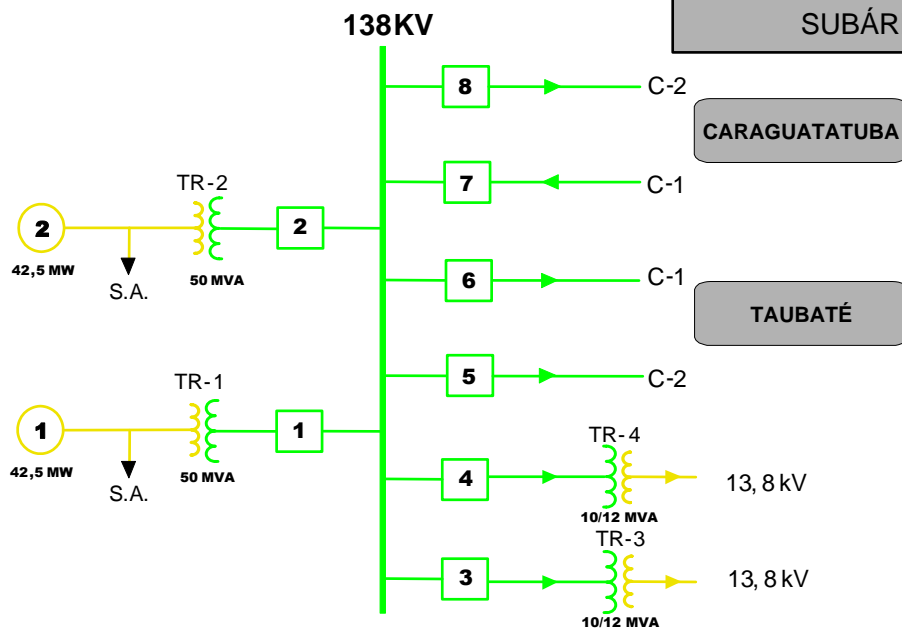 138KV
SUBÁR
8
C-2
CARAGUATATUBA
7
C-1
TR-2
2
42,5 MW
S.A.
50 MVA
2
6
C-1
TAUBATÉ
5
C-2
TR-1
1
42,5 MW
S.A.
50 MVA
1
4
TR-4
10/12 MVA
13,8 kV
3
TR-3
10/12 MVA
13,8 kV